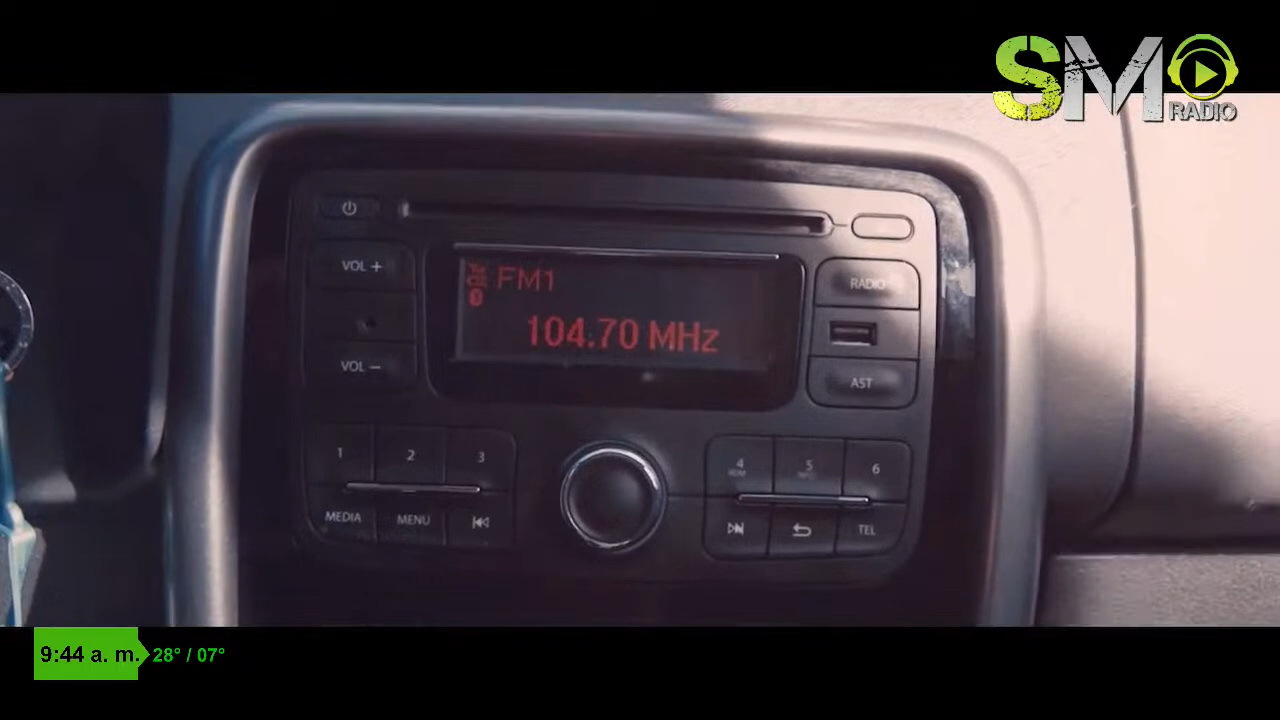 SM
RADIO
VOL +
FM1
104.70 MHz
RADIO
VOL −
AST
1
2
3
4
5
6
MEDIA
MENU
TEL
9:44 a. m.
28° / 07°